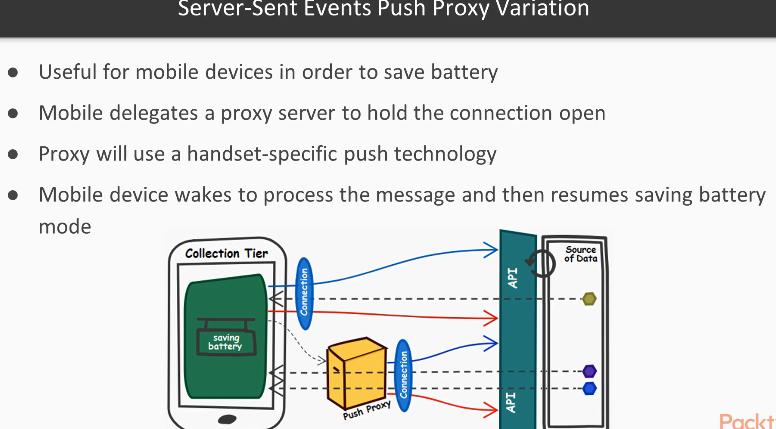 Server-Sent Events Push Proxy Variation
● Useful for mobile devices in order to save battery
● Mobile delegates a proxy server to hold the connection open
● Proxy will use a handset-specific push technology
● Mobile device wakes to process the message and then resumes saving battery
mode
Collection Tier
Connection
API
Source
of Data
saving
battery
Push Proxy
Connection
API
Packt